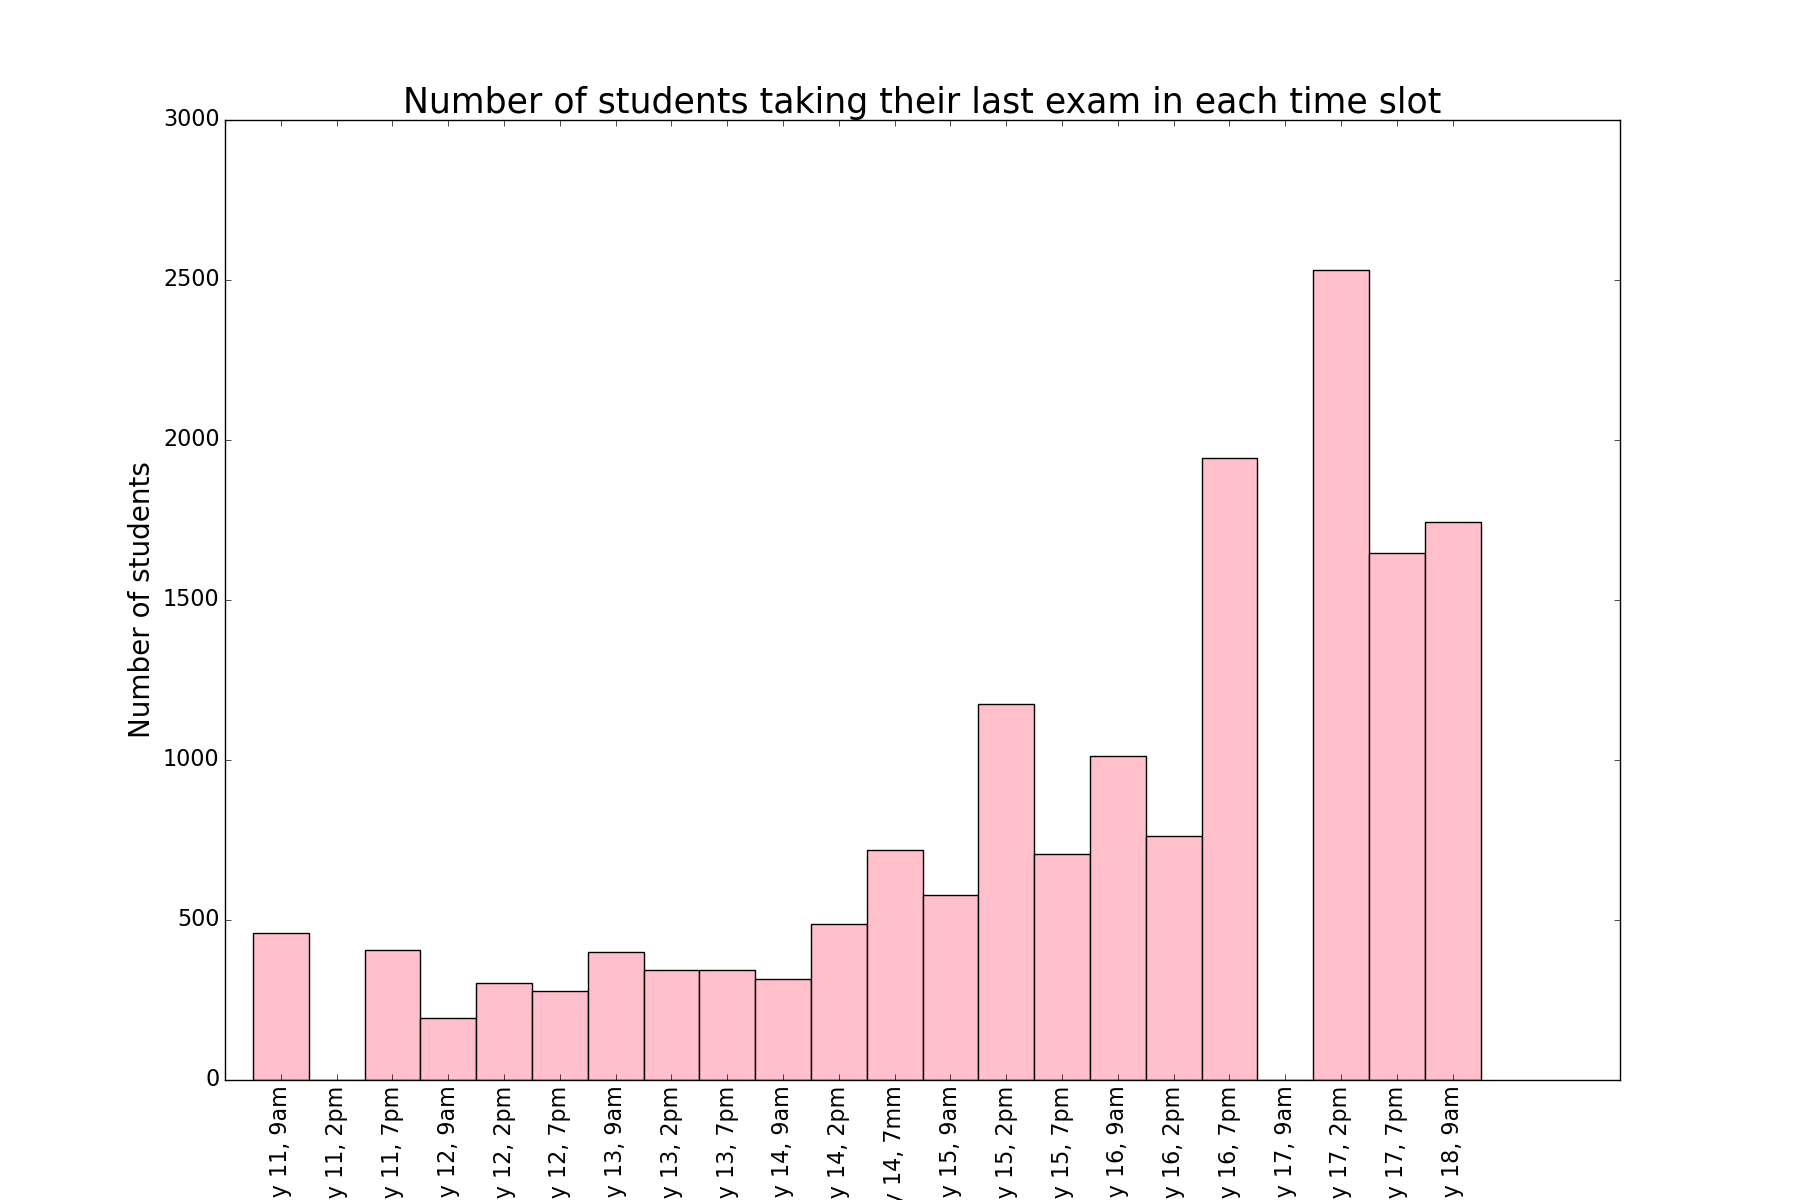 Number of students taking their last exam in each time slot
Number of students
3000
2500
2000
1500
1000
500
0
y 11, 9am
y 11, 2pm
y 11, 7pm
y 12, 9am
y 12, 2pm
y 12, 7pm
y 13, 9am
y 13, 2pm
y 13, 7pm
y 14, 9am
y 14, 2pm
y 14, 7mm
y 15, 9am
y 15, 2pm
y 15, 7pm
y 16, 9am
y 16, 2pm
y 16, 7pm
y 17, 9am
y 17, 2pm
y 17, 7pm
y 18, 9am